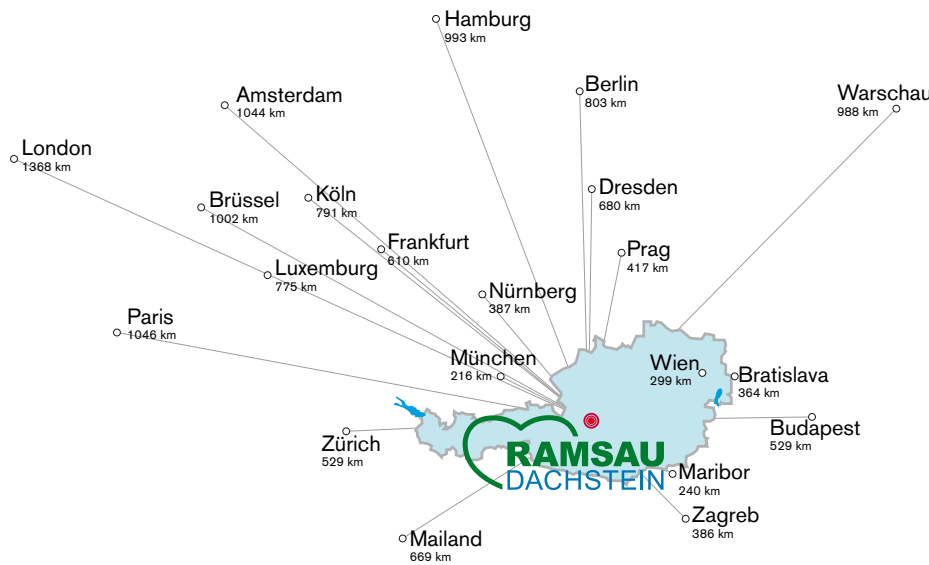 Hamburg
993 km
Berlin
803 km
Warschau
988 km
Amsterdam
1044 km
London
1368 km
Brüssel
1002 km
Köln
791 km
Dresden
680 km
Frankfurt
610 km
Prag
417 km
Luxemburg
775 km
Nürnberg
387 km
Paris
1046 km
München
216 km
Wien
299 km
Bratislava
364 km
Zürich
529 km
Budapest
529 km
RAMSAU
DACHSTEIN
Maribor
240 km
Zagreb
386 km
Mailand
669 km